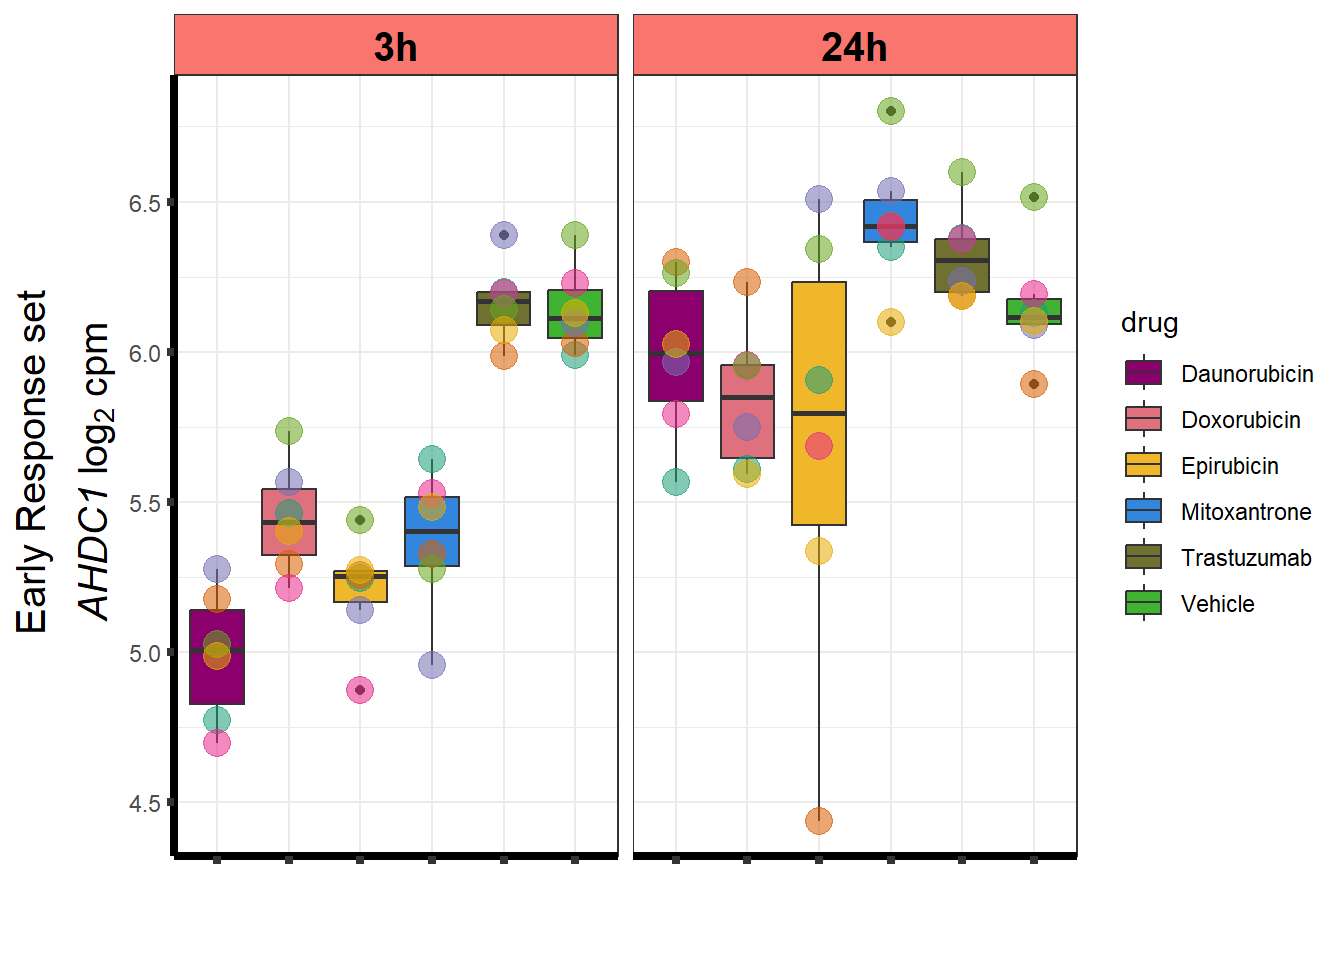 3h
24h
Early Response set
AHDC1 log₂ cpm
6.5
6.0
5.5
5.0
4.5
drug
Daunorubicin
Doxorubicin
Epirubicin
Mitoxantrone
Trastuzumab
Vehicle